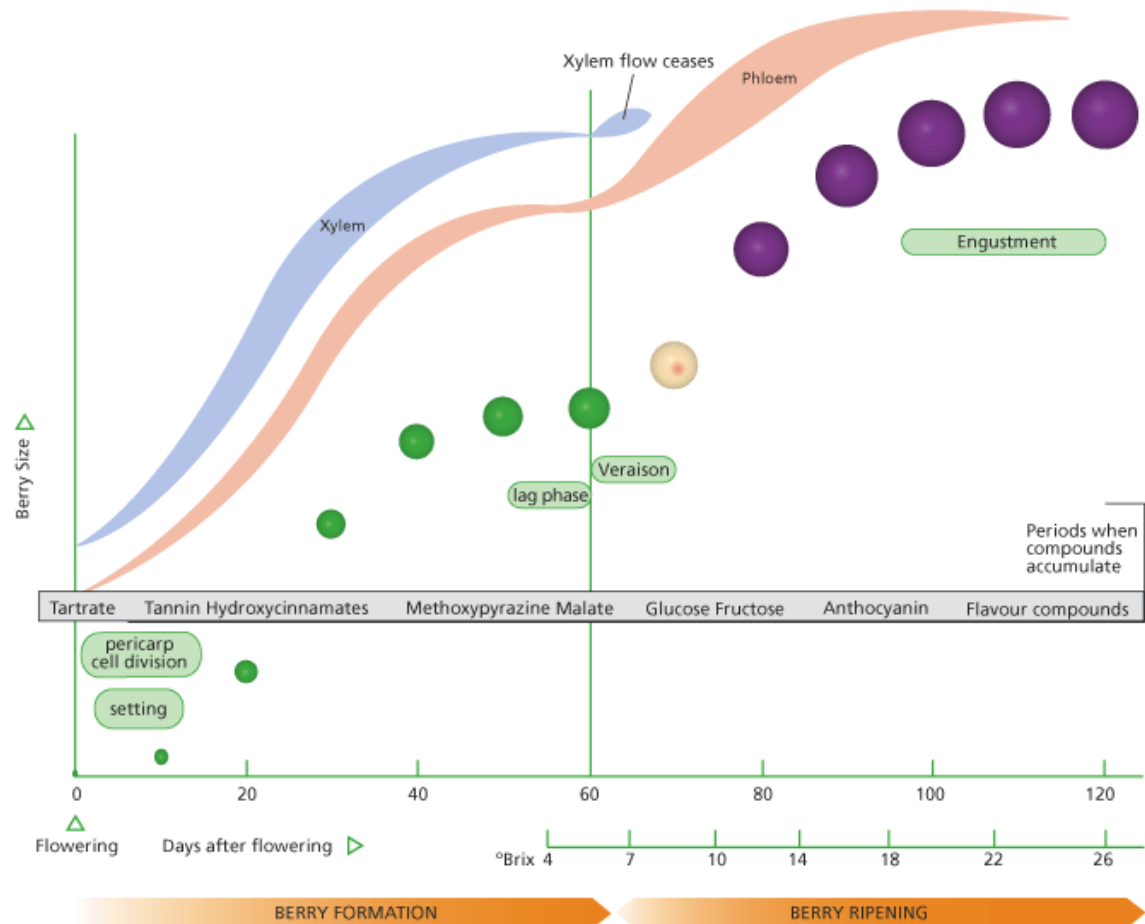 Xylem flow ceases
Phloem
Xylem
Engustment
Berry Size
Veraison
lag phase
Periods when
compounds
accumulate
Tartrate Tannin Hydroxycinnamates Methoxypyrazine Malate Glucose Fructose Anthocyanin Flavour compounds
pericarp
cell division
setting
0 20 40 60 80 100 120
Flowering Days after flowering
ºBrix 4 7 10 14 18 22 26
BERRY FORMATION BERRY RIPENING